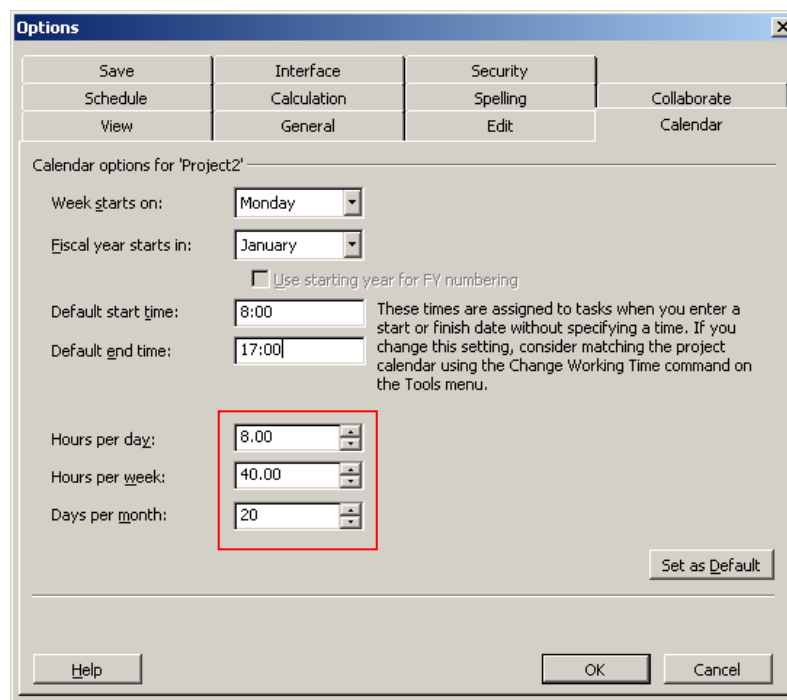 Options
Save Interface Security
Schedule Calculation Spelling Collaborate
View General Edit Calendar
Calendar options for 'Project2'
Week starts on: Monday
Fiscal year starts in: January
Use starting year for FY numbering
Default start time: 8:00
Default end time: 17:00
These times are assigned to tasks when you enter a
start or finish date without specifying a time. If you
change this setting, consider matching the project
calendar using the Change Working Time command on
the Tools menu.
Hours per day: 8.00
Hours per week: 40.00
Days per month: 20
Set as Default
Help OK Cancel